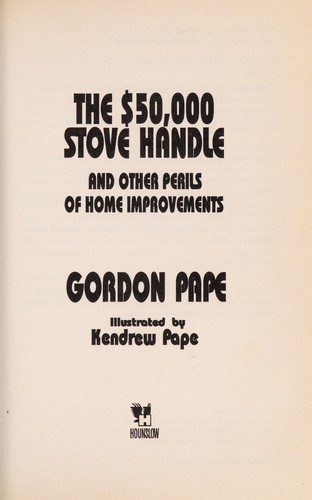 THE $50,000
STOVE HANDLE
AND OTHER PERILS
OF HOME IMPROVEMENTS
GORDON PAPE
Illustrated by
Kendrew Pape
H
HOUNSLOW